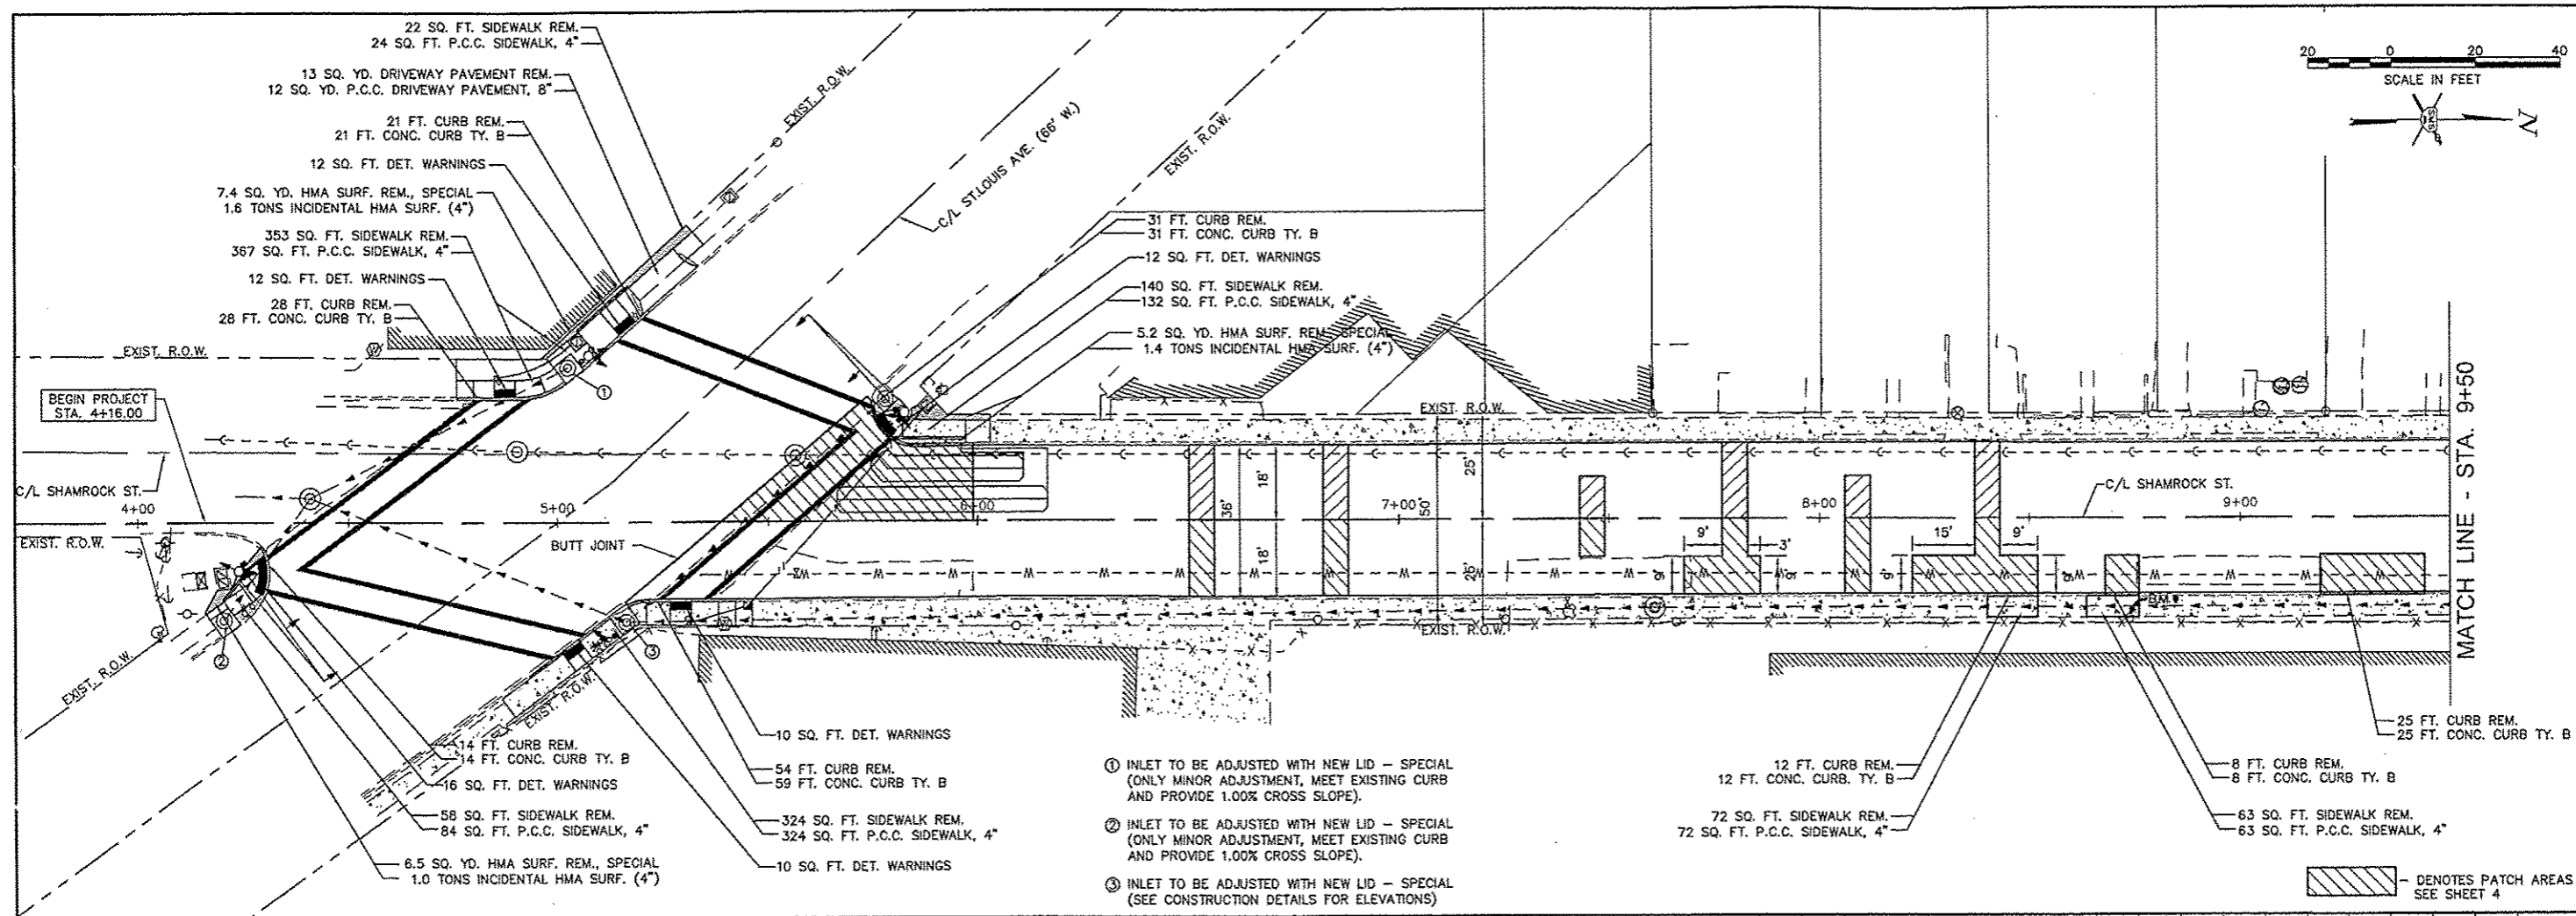 22 SQ. FT. SIDEWALK REM.
24 SQ. FT. P.C.C. SIDEWALK, 4"
13 SQ. YD. DRIVEWAY PAVEMENT REM.
12 SQ. YD. P.C.C. DRIVEWAY PAVEMENT, 8"
21 FT. CURB REM.
21 FT. CONC. CURB TY. B
12 SQ. FT. DET. WARNINGS
7.4 SQ. YD. HMA SURF. REM., SPECIAL
1.6 TONS INCIDENTAL HMA SURF. (4")
353 SQ. FT. SIDEWALK REM.
367 SQ. FT. P.C.C. SIDEWALK, 4"
12 SQ. FT. DET. WARNINGS
28 FT. CURB REM.
28 FT. CONC. CURB TY. B
EXIST. R.O.W.
BEGIN PROJECT
STA. 4+16.00
C/L SHAMROCK ST.
4+00
EXIST. R.O.W.
EXIST. R.O.W.
EXIST. R.O.W.
C/L ST.LOUIS AVE. (66' W.)
EXIST. R.O.W.
①
5+00
BUTT JOINT
②
③
EXIST. R.O.W.
31 FT. CURB REM.
31 FT. CONC. CURB TY. B
12 SQ. FT. DET. WARNINGS
140 SQ. FT. SIDEWALK REM.
132 SQ. FT. P.C.C. SIDEWALK, 4"
5.2 SQ. YD. HMA SURF. REM., SPECIAL
1.4 TONS INCIDENTAL HMA SURF. (4")
EXIST. R.O.W.
6+00
36'
18'
18'
7+00
50'
25'
25'
EXIST. R.O.W.
9'
3'
9'
9'
8+00
15'
9'
9'
9'
C/L SHAMROCK ST.
9+00
B.M.
20 0 20 40
SCALE IN FEET
SMS
N
MATCH LINE - STA. 9+50
14 FT. CURB REM.
14 FT. CONC. CURB TY. B
16 SQ. FT. DET. WARNINGS
58 SQ. FT. SIDEWALK REM.
84 SQ. FT. P.C.C. SIDEWALK, 4"
6.5 SQ. YD. HMA SURF. REM., SPECIAL
1.0 TONS INCIDENTAL HMA SURF. (4")
10 SQ. FT. DET. WARNINGS
54 FT. CURB REM.
59 FT. CONC. CURB TY. B
324 SQ. FT. SIDEWALK REM.
324 SQ. FT. P.C.C. SIDEWALK, 4"
10 SQ. FT. DET. WARNINGS
① INLET TO BE ADJUSTED WITH NEW LID – SPECIAL
(ONLY MINOR ADJUSTMENT, MEET EXISTING CURB
AND PROVIDE 1.00% CROSS SLOPE).
② INLET TO BE ADJUSTED WITH NEW LID – SPECIAL
(ONLY MINOR ADJUSTMENT, MEET EXISTING CURB
AND PROVIDE 1.00% CROSS SLOPE).
③ INLET TO BE ADJUSTED WITH NEW LID – SPECIAL
(SEE CONSTRUCTION DETAILS FOR ELEVATIONS)
12 FT. CURB REM.
12 FT. CONC. CURB. TY. B
72 SQ. FT. SIDEWALK REM.
72 SQ. FT. P.C.C. SIDEWALK, 4"
25 FT. CURB REM.
25 FT. CONC. CURB TY. B
8 FT. CURB REM.
8 FT. CONC. CURB TY. B
63 SQ. FT. SIDEWALK REM.
63 SQ. FT. P.C.C. SIDEWALK, 4"
- DENOTES PATCH AREAS
SEE SHEET 4